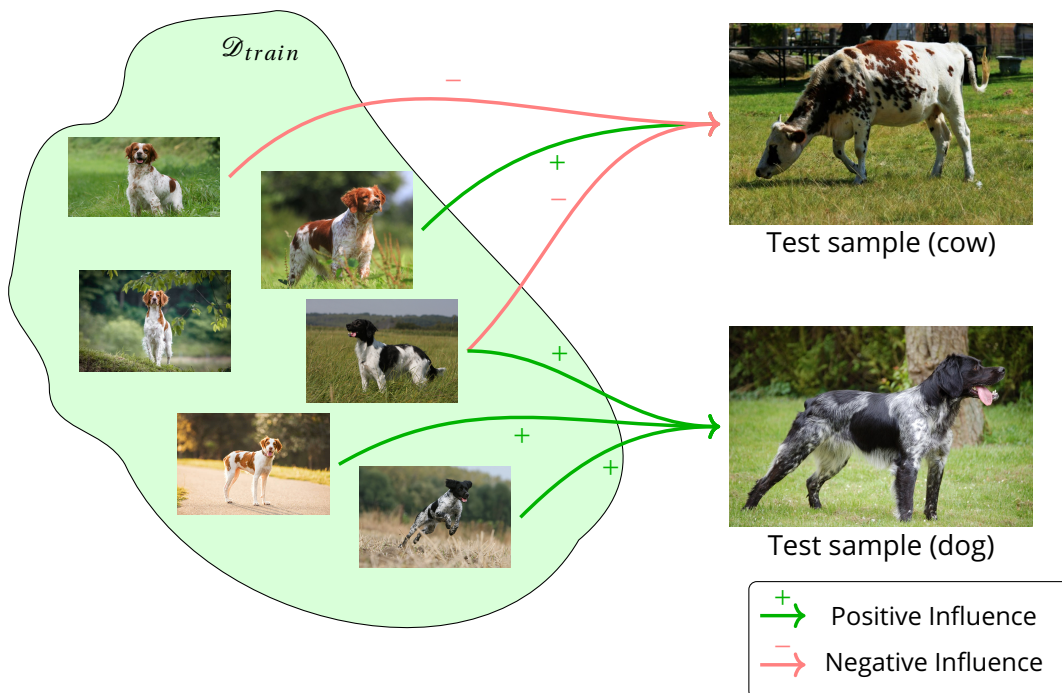 𝒟train
−
+
−
Test sample (cow)
+
+
+
Test sample (dog)
+
Positive Influence
−
Negative Influence